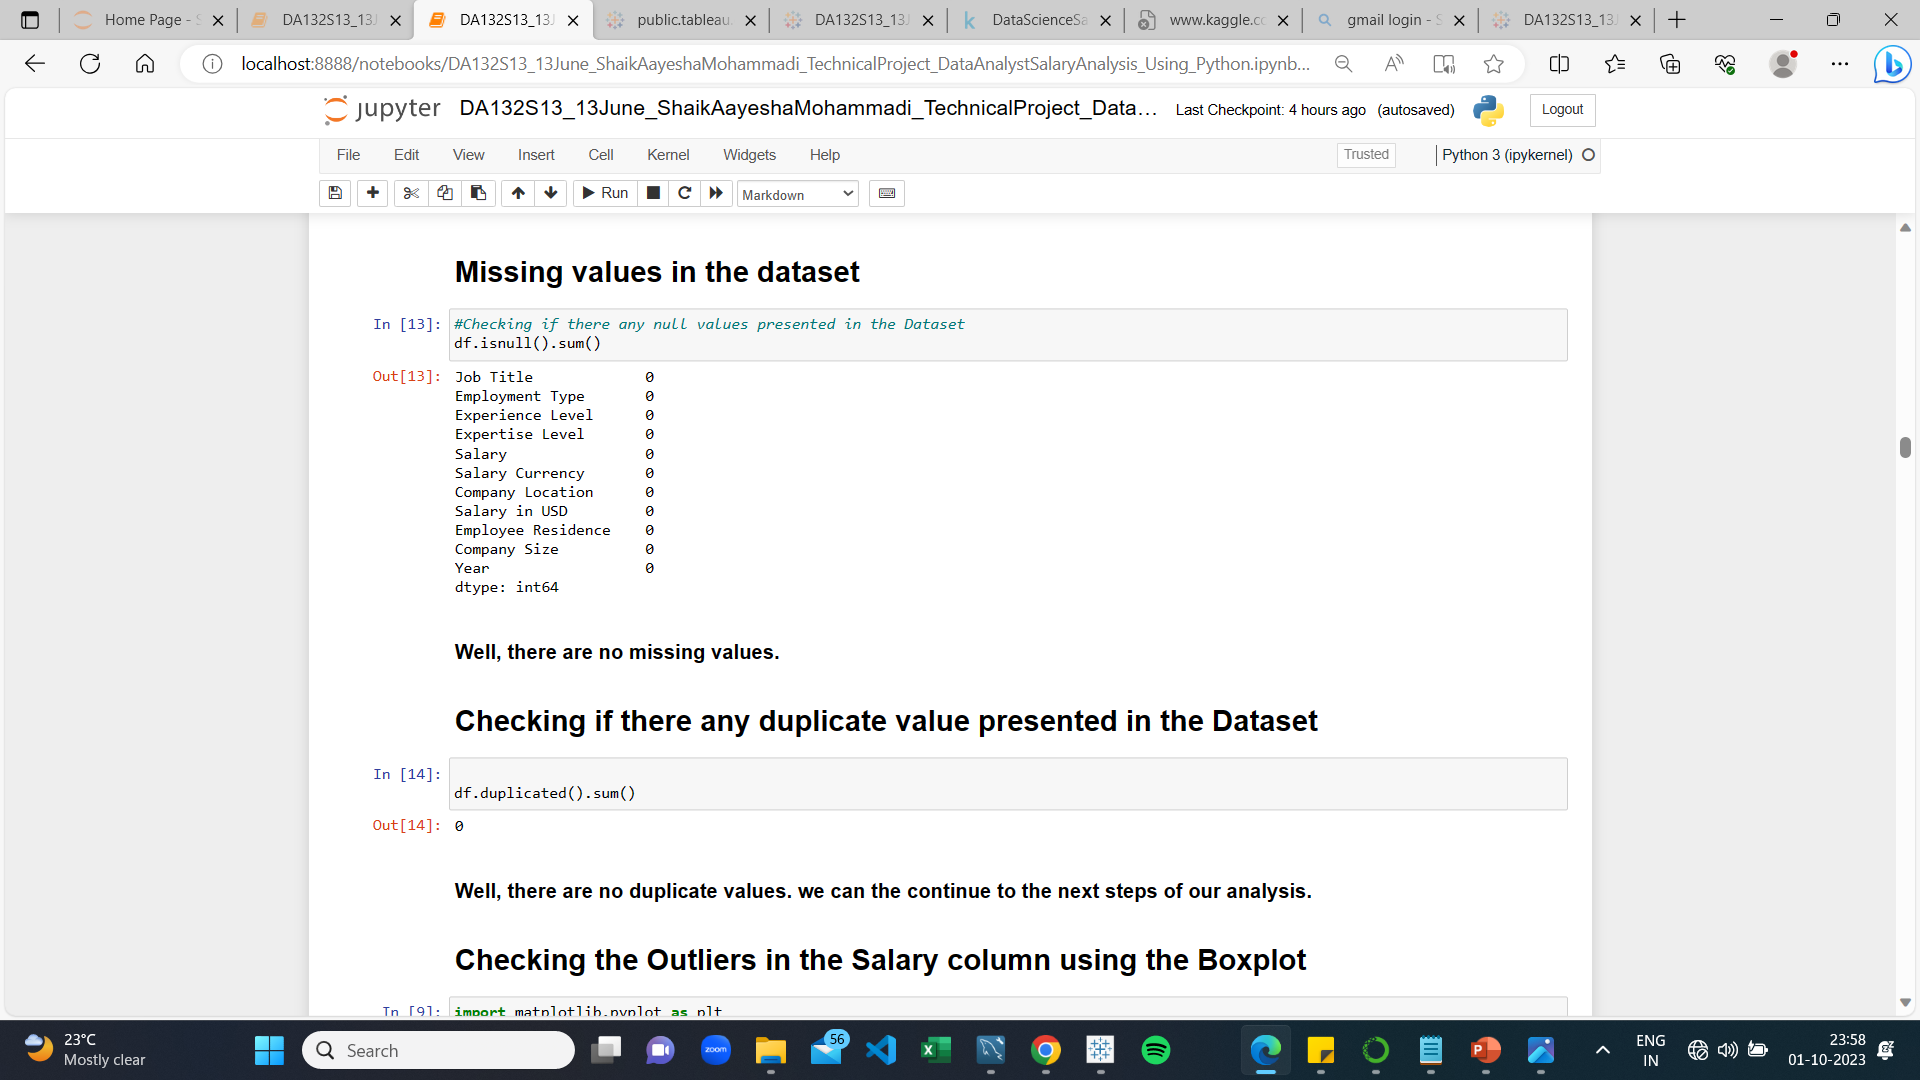 Home Page - S
DA132S13_13J
DA132S13_13J
public.tableau.
DA132S13_13J
DataScienceSa
www.kaggle.co
gmail login - S
DA132S13_13J
localhost:8888/notebooks/DA132S13_13June_ShaikAayeshaMohammadi_TechnicalProject_DataAnalystSalaryAnalysis_Using_Python.ipynb...
jupyter DA132S13_13June_ShaikAayeshaMohammadi_TechnicalProject_Data... Last Checkpoint: 4 hours ago (autosaved) Logout
File Edit View Insert Cell Kernel Widgets Help Trusted Python 3 (ipykernel)
Run Markdown
Missing values in the dataset
In [13]: #Checking if there any null values presented in the Dataset
df.isnull().sum()
Out[13]: Job Title 0
Employment Type 0
Experience Level 0
Expertise Level 0
Salary 0
Salary Currency 0
Company Location 0
Salary in USD 0
Employee Residence 0
Company Size 0
Year 0
dtype: int64
Well, there are no missing values.
Checking if there any duplicate value presented in the Dataset
In [14]:
df.duplicated().sum()
Out[14]: 0
Well, there are no duplicate values. we can the continue to the next steps of our analysis.
Checking the Outliers in the Salary column using the Boxplot
In [9]: import matplotlib.pyplot as plt
23°C
Mostly clear
Search
zoom
56
ENG
IN
23:58
01-10-2023